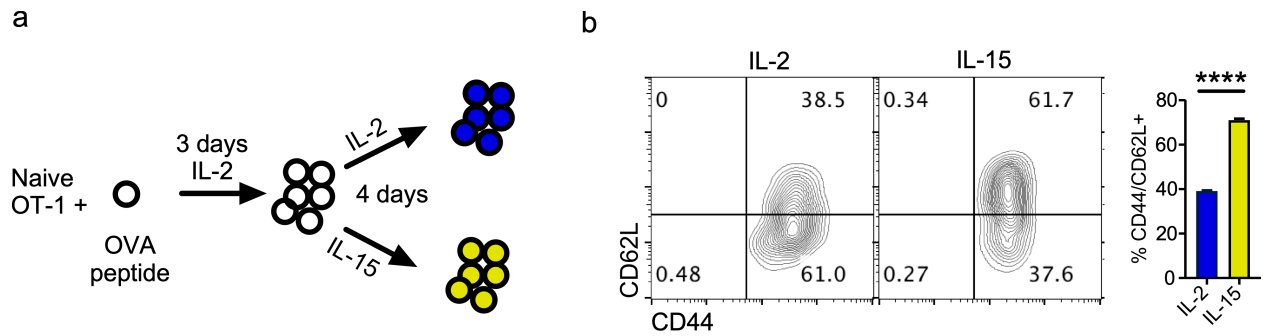 a
Naive
OT-1 +
OVA
peptide
3 days
IL-2
IL-2
4 days
IL-15
b
IL-2
IL-15
0
38.5
0.48
61.0
0.34
61.7
0.27
37.6
CD62L
CD44
****
% CD44/CD62L+
80
60
40
20
0
IL-2
IL-15